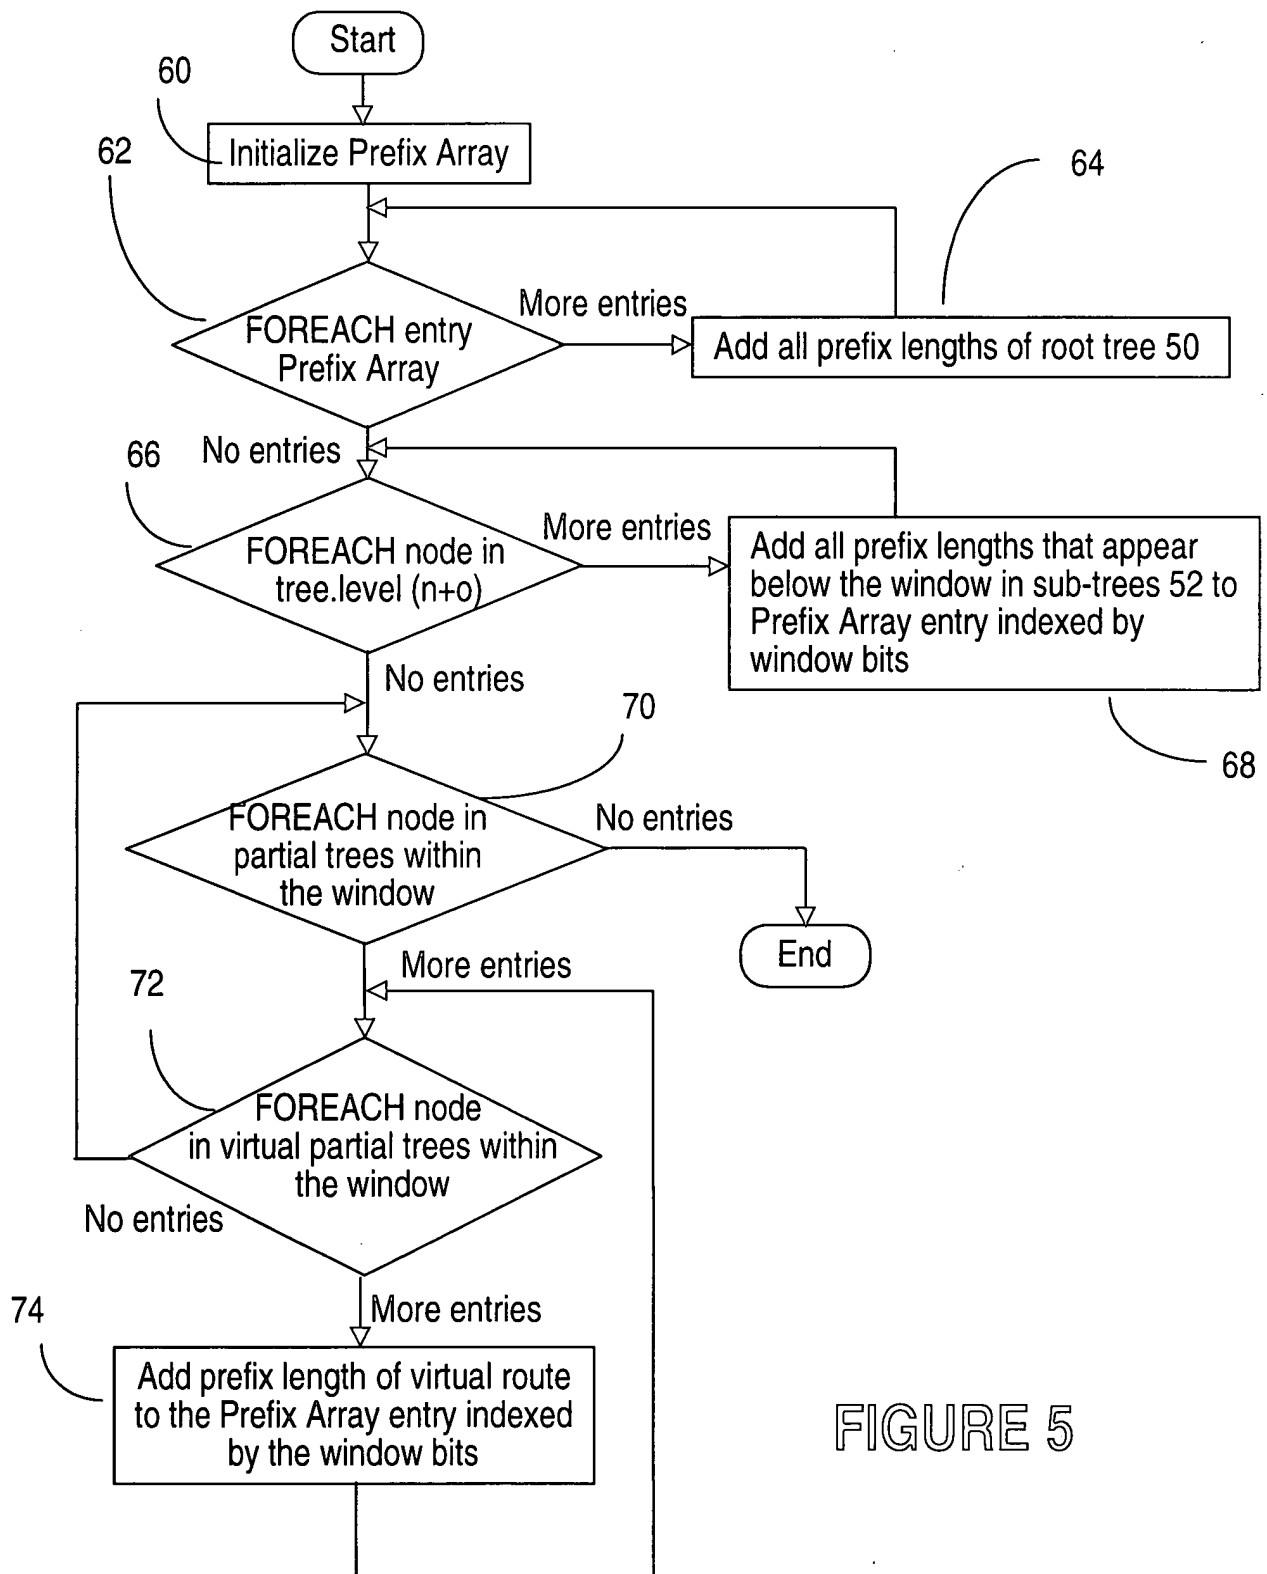 Start
60
Initialize Prefix Array
62
64
FOREACH entry
Prefix Array
More entries
Add all prefix lengths of root tree 50
No entries
66
FOREACH node in
tree.level (n+o)
More entries
Add all prefix lengths that appear
below the window in sub-trees 52 to
Prefix Array entry indexed by
window bits
No entries
68
70
FOREACH node in
partial trees within
the window
No entries
End
More entries
72
FOREACH node
in virtual partial trees within
the window
No entries
More entries
74
Add prefix length of virtual route
to the Prefix Array entry indexed
by the window bits
FIGURE 5